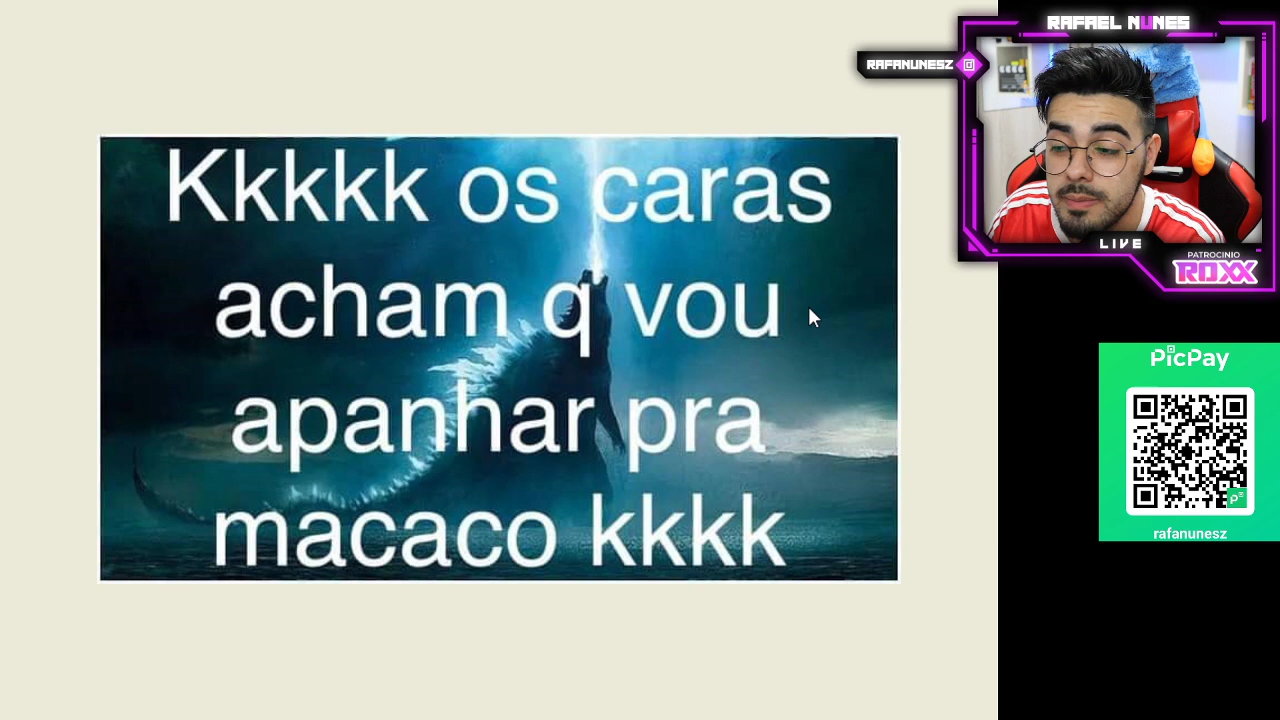 RAFAEL NUNES
RAFANUNESZ
Kkkkk os caras
acham q vou
apanhar pra
macaco kkkk
LIVE
PATROCINIO
ROXX
PicPay
rafanunesz